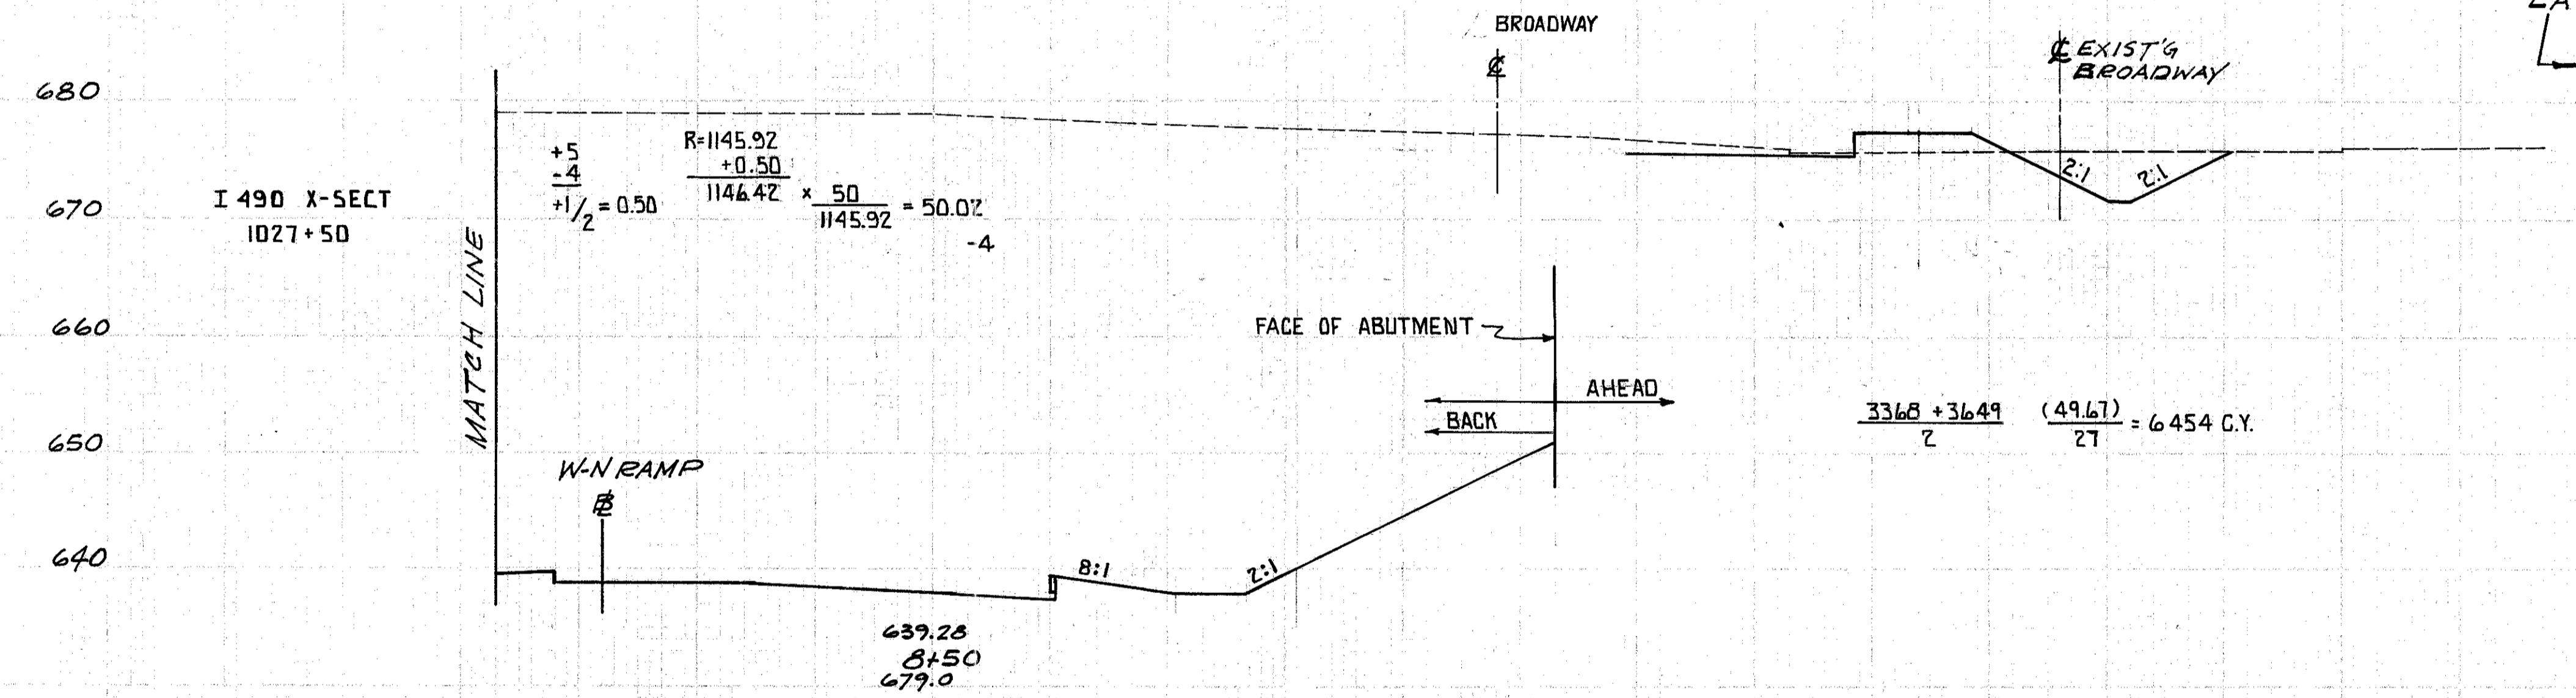 BROADWAY
℄
℄ EXIST'G
BROADWAY
680
670
660
650
640
I 490 X-SECT
1027+50
MATCH LINE
+5
-4
+1/2 = 0.50
R=1145.92
+0.50
1146.42 x 50/1145.92 = 50.02
-4
2:1
2:1
FACE OF ABUTMENT
AHEAD
BACK
3368 + 3649 / 2 (49.67) / 27 = 6454 C.Y.
W-N RAMP
BL
8:1
2:1
639.28
8+50
679.0